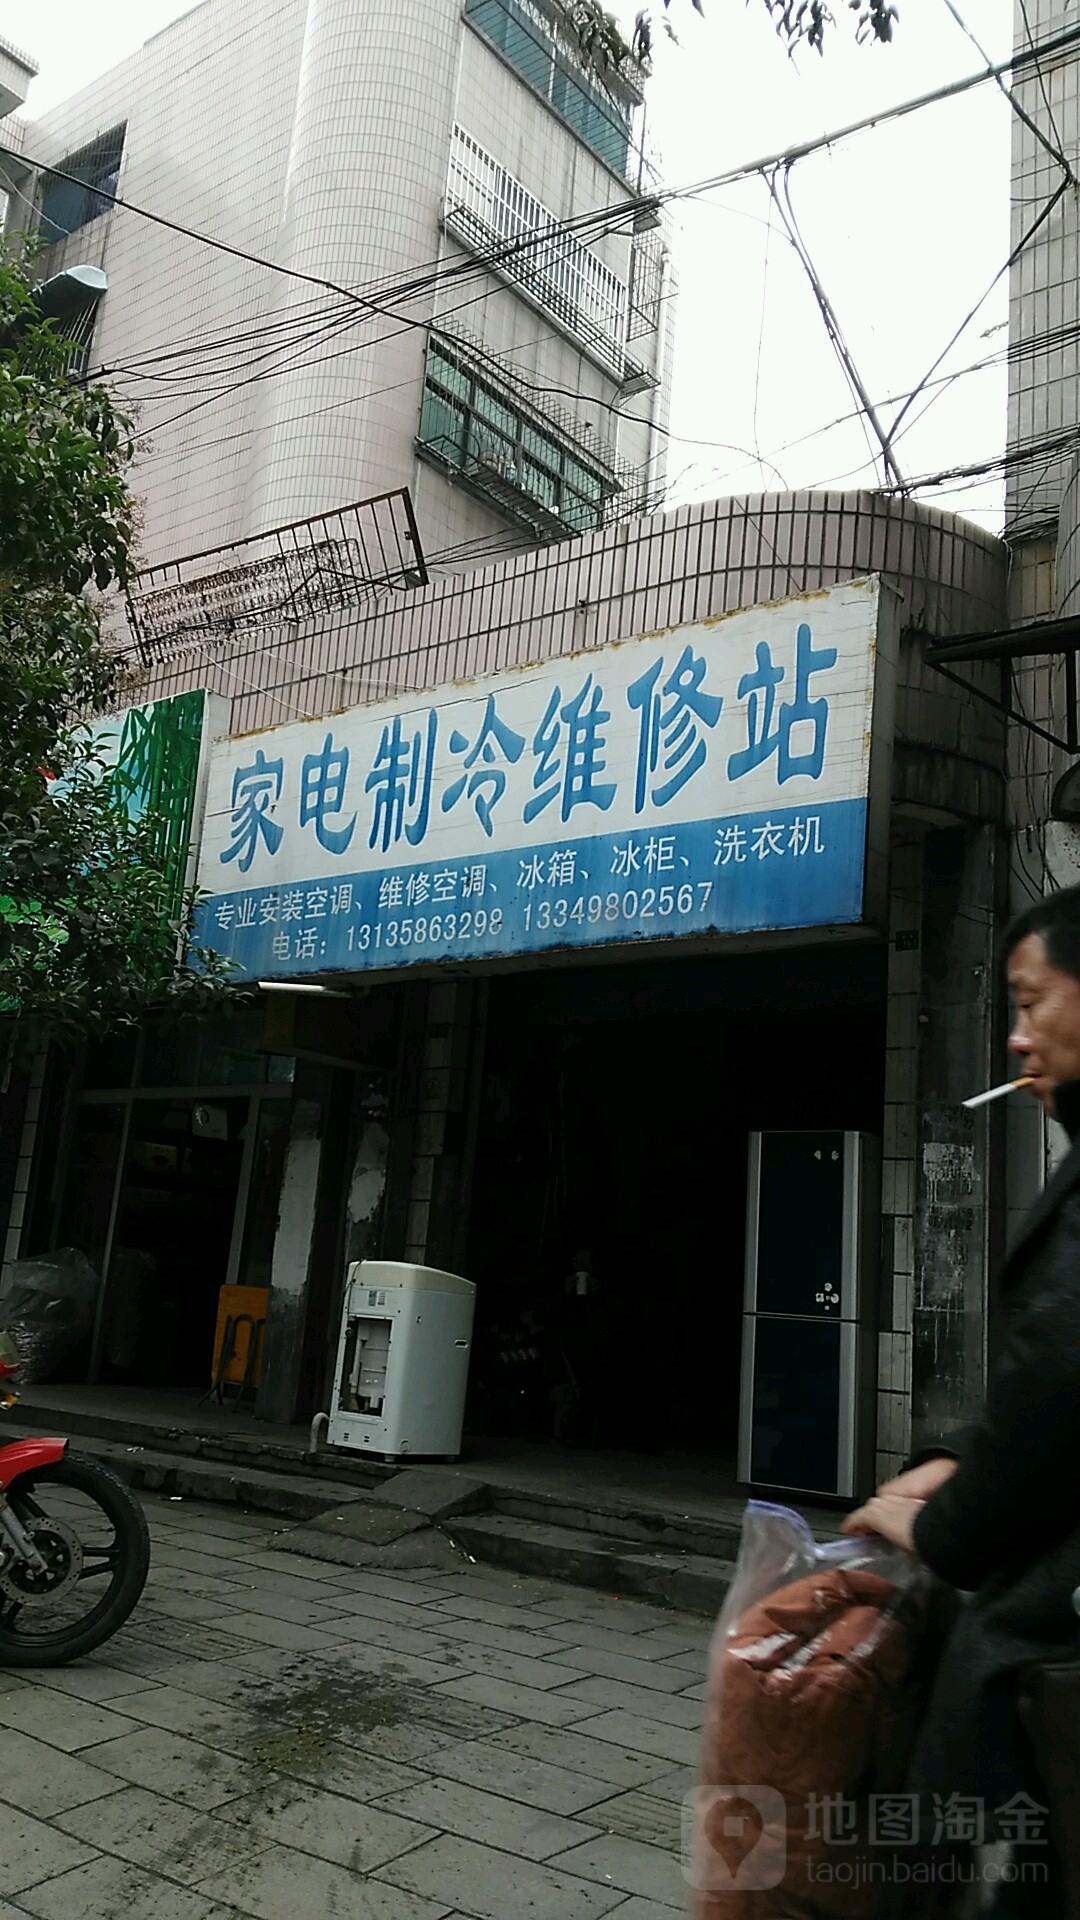 家电制冷维修站
专业安装空调、维修空调、冰箱、冰柜、洗衣机
电话：13135863298 13349802567
地图淘金
taojin.baidu.com